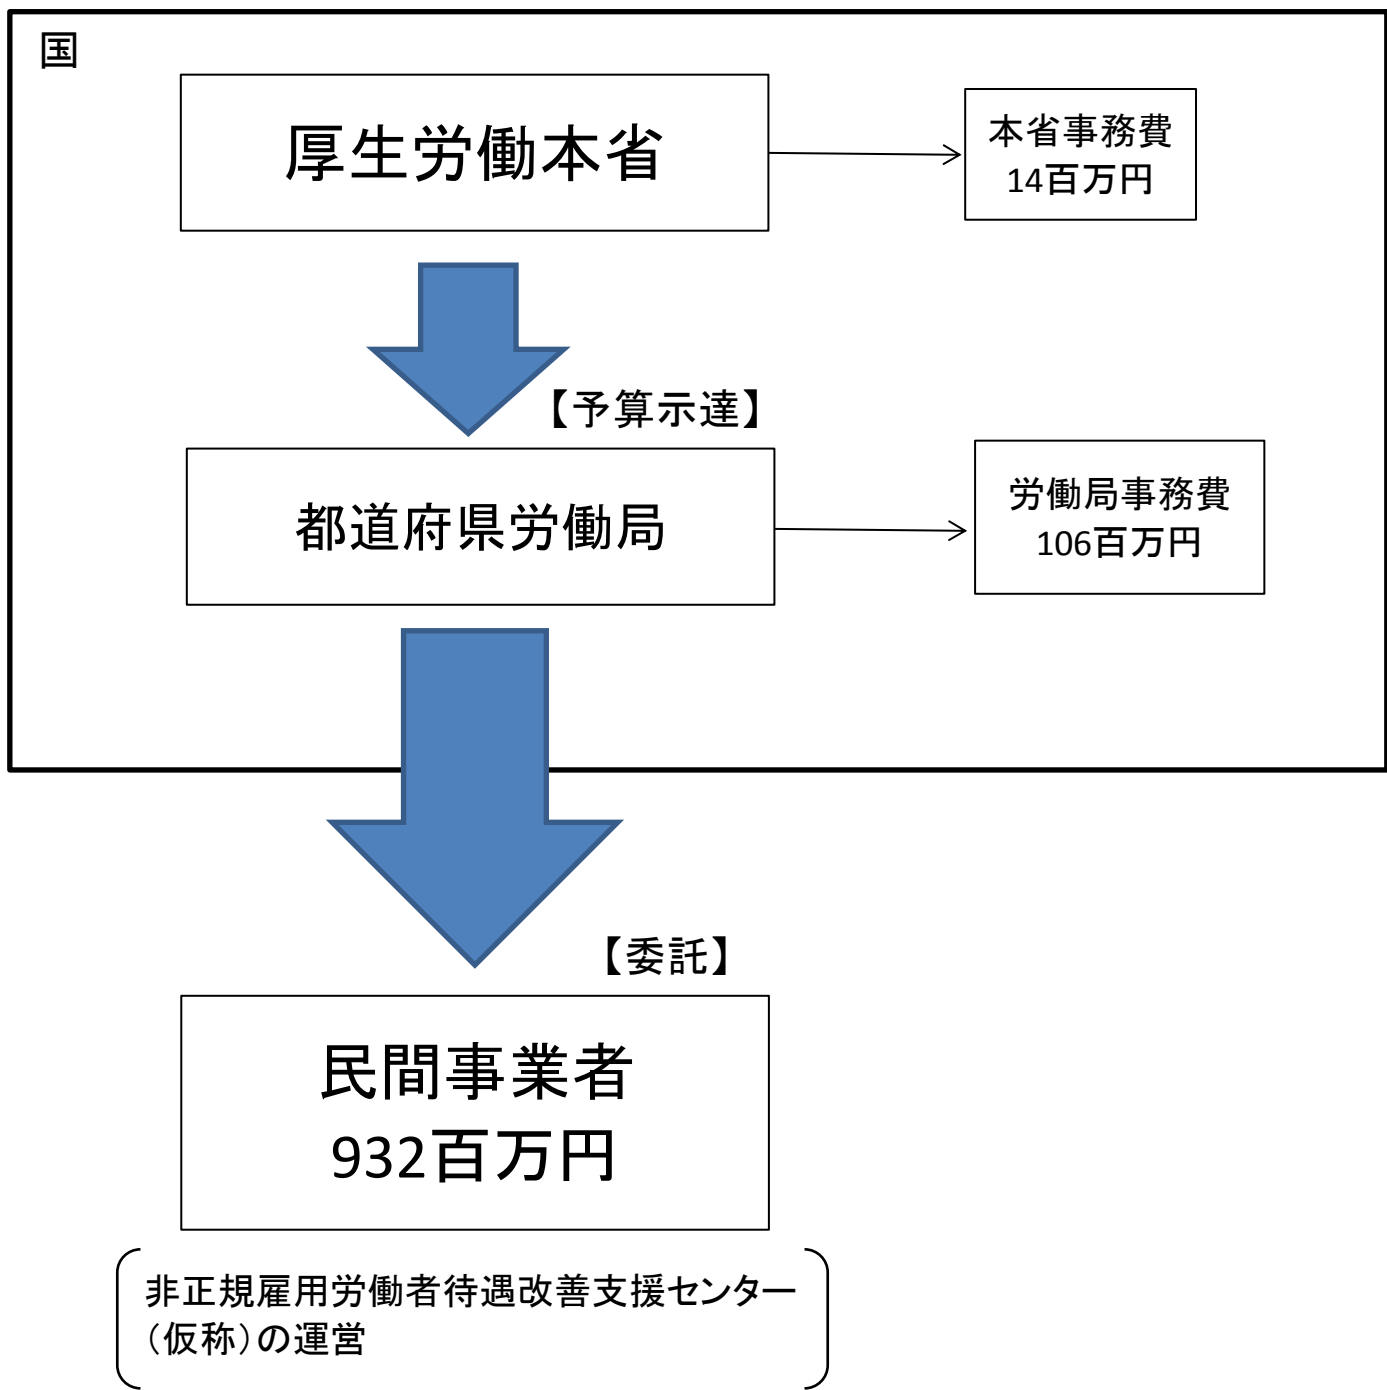 国
厚生労働本省
本省事務費
14百万円
【予算示達】
都道府県労働局
労働局事務費
106百万円
【委託】
民間事業者
932百万円
非正規雇用労働者待遇改善支援センター
（仮称）の運営